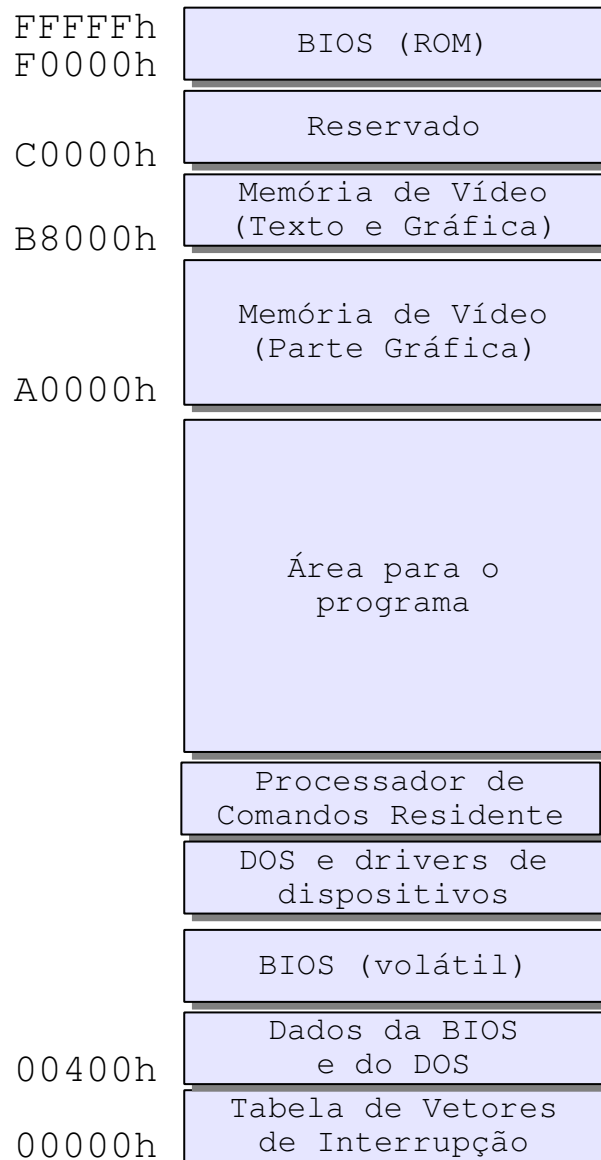 FFFFFh
F0000h
BIOS (ROM)
Reservado
C0000h
Memória de Vídeo
(Texto e Gráfica)
B8000h
Memória de Vídeo
(Parte Gráfica)
A0000h
Área para o
programa
Processador de
Comandos Residente
DOS e drivers de
dispositivos
BIOS (volátil)
Dados da BIOS
e do DOS
00400h
Tabela de Vetores
de Interrupção
00000h